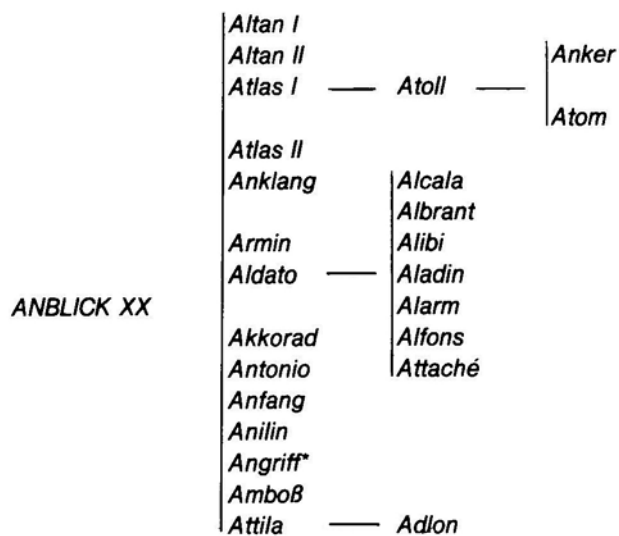 Altan I
Altan II Anker
Atlas I Atoll
Atom
Atlas II
Anklang Alcala
Albrant
Armin Alibi
Aldato Aladin
ANBLICK XX Alarm
Akkorad Alfons
Antonio Attaché
Anfang
Anilin
Angriff*
Amboß
Attila Adlon